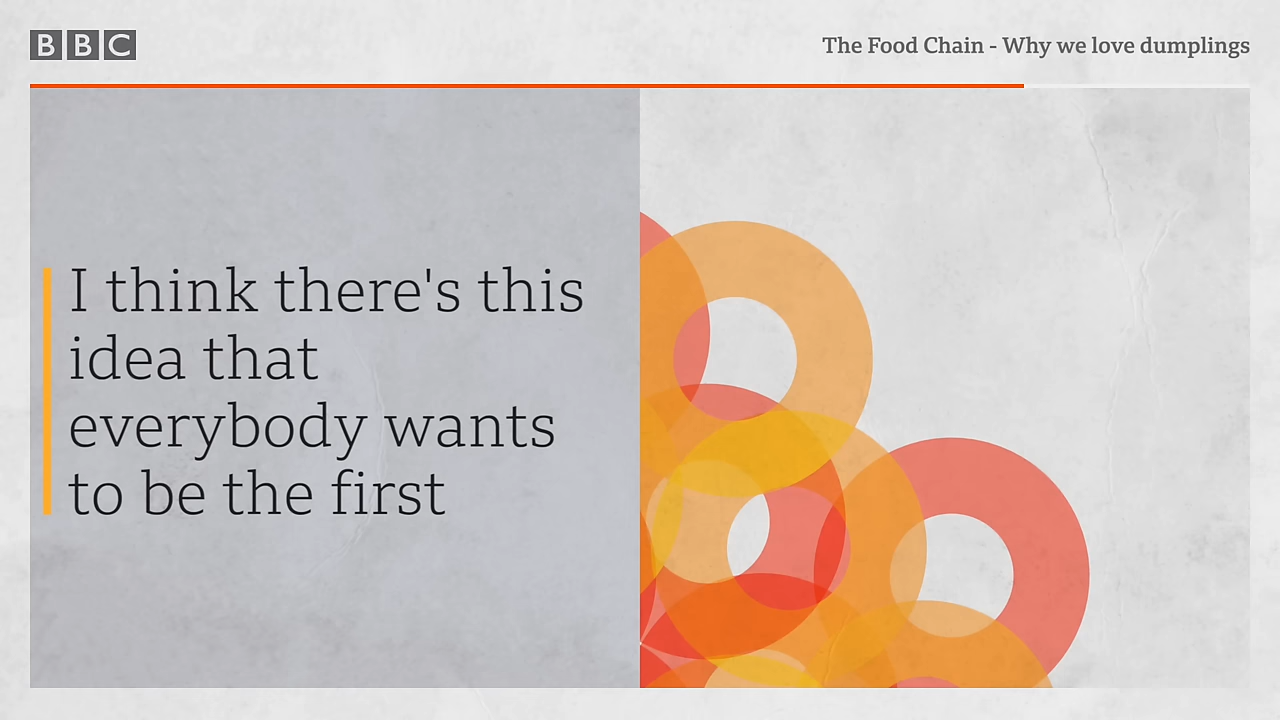 BBC
The Food Chain - Why we love dumplings
I think there's this
idea that
everybody wants
to be the first